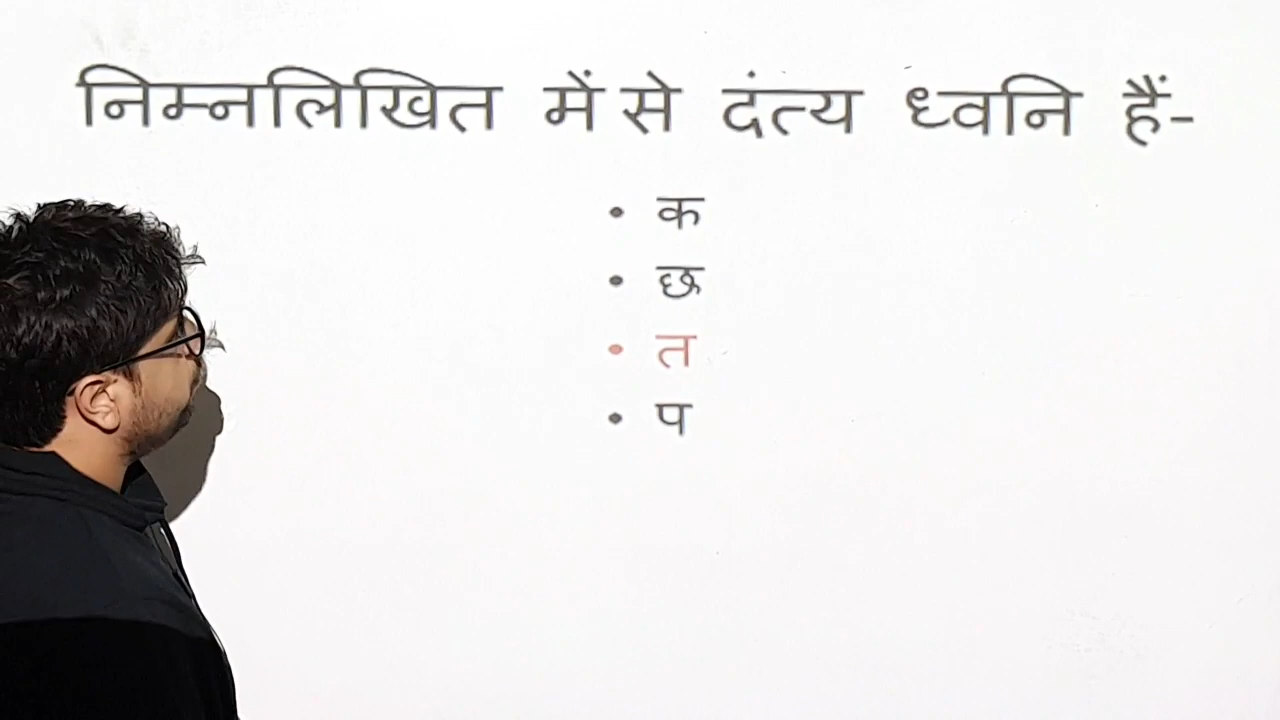 निम्नलिखित में से दंत्य ध्वनि हैं-
• क
• छ
• त
• प